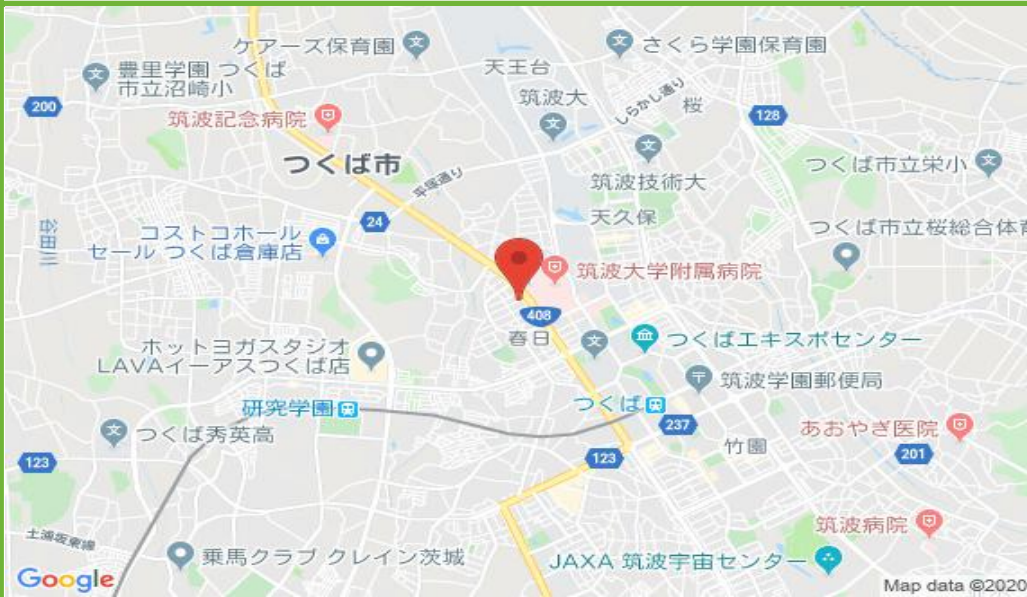 ケアーズ保育園
さくら学園保育園
豊里学園 つくば
市立沼崎小
天王台
しらかし通り
桜
200
筑波記念病院
筑波大
128
つくば市
平塚通り
筑波技術大
つくば市立栄小
谷田川
24
天久保
コストコホール
セール つくば倉庫店
つくば市立桜総合体育
筑波大学附属病院
408
春日
つくばエキスポセンター
ホットヨガスタジオ
LAVAイーアスつくば店
筑波学園郵便局
研究学園
つくば
237
つくば秀英高
竹園
あおやぎ医院
123
123
201
土浦坂東線
筑波病院
乗馬クラブ クレイン茨城
JAXA 筑波宇宙センター
Google
Map data ©2020